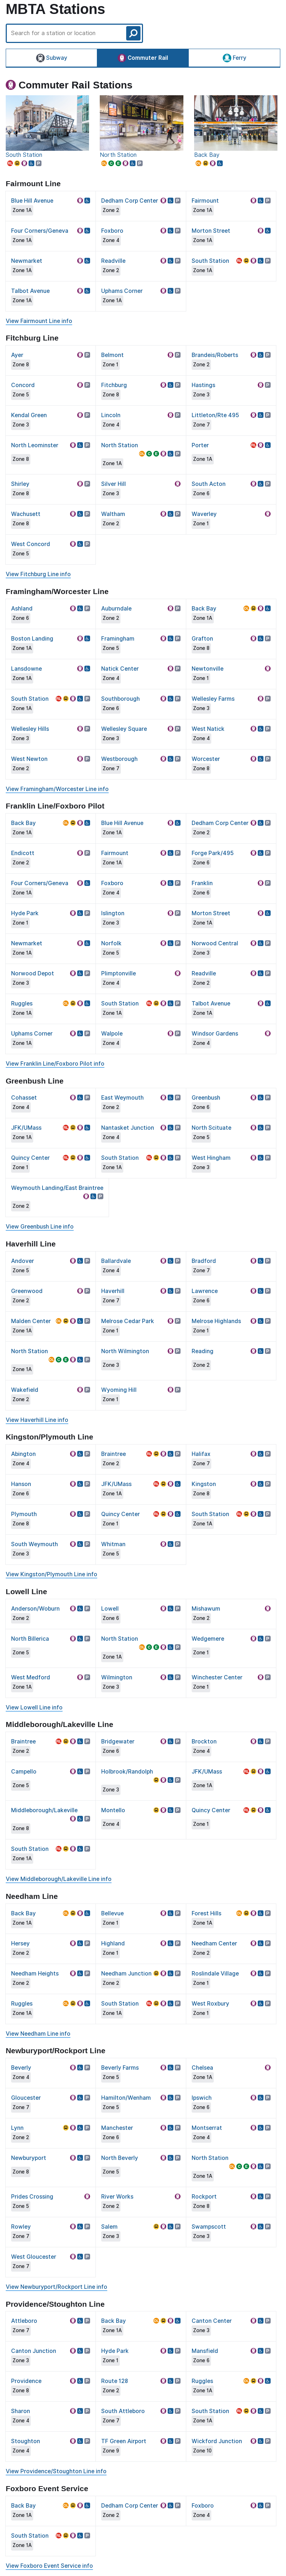 MBTA Stations
Search for a station or location
Subway
Commuter Rail
Ferry
Commuter Rail Stations
South Station
North Station
Back Bay
Fairmount Line
Blue Hill Avenue
Zone 1A
Dedham Corp Center
Zone 2
Fairmount
Zone 1A
Four Corners/Geneva
Zone 1A
Foxboro
Zone 4
Morton Street
Zone 1A
Newmarket
Zone 1A
Readville
Zone 2
South Station
Zone 1A
Talbot Avenue
Zone 1A
Uphams Corner
Zone 1A
View Fairmount Line info
Fitchburg Line
Ayer
Zone 8
Belmont
Zone 1
Brandeis/Roberts
Zone 2
Concord
Zone 5
Fitchburg
Zone 8
Hastings
Zone 3
Kendal Green
Zone 3
Lincoln
Zone 4
Littleton/Rte 495
Zone 7
North Leominster
Zone 8
North Station
Zone 1A
Porter
Zone 1A
Shirley
Zone 8
Silver Hill
Zone 3
South Acton
Zone 6
Wachusett
Zone 8
Waltham
Zone 2
Waverley
Zone 1
West Concord
Zone 5
View Fitchburg Line info
Framingham/Worcester Line
Ashland
Zone 6
Auburndale
Zone 2
Back Bay
Zone 1A
Boston Landing
Zone 1A
Framingham
Zone 5
Grafton
Zone 8
Lansdowne
Zone 1A
Natick Center
Zone 4
Newtonville
Zone 1
South Station
Zone 1A
Southborough
Zone 6
Wellesley Farms
Zone 3
Wellesley Hills
Zone 3
Wellesley Square
Zone 3
West Natick
Zone 4
West Newton
Zone 2
Westborough
Zone 7
Worcester
Zone 8
View Framingham/Worcester Line info
Franklin Line/Foxboro Pilot
Back Bay
Zone 1A
Blue Hill Avenue
Zone 1A
Dedham Corp Center
Zone 2
Endicott
Zone 2
Fairmount
Zone 1A
Forge Park/495
Zone 6
Four Corners/Geneva
Zone 1A
Foxboro
Zone 4
Franklin
Zone 6
Hyde Park
Zone 1
Islington
Zone 3
Morton Street
Zone 1A
Newmarket
Zone 1A
Norfolk
Zone 5
Norwood Central
Zone 3
Norwood Depot
Zone 3
Plimptonville
Zone 4
Readville
Zone 2
Ruggles
Zone 1A
South Station
Zone 1A
Talbot Avenue
Zone 1A
Uphams Corner
Zone 1A
Walpole
Zone 4
Windsor Gardens
Zone 4
View Franklin Line/Foxboro Pilot info
Greenbush Line
Cohasset
Zone 4
East Weymouth
Zone 2
Greenbush
Zone 6
JFK/UMass
Zone 1A
Nantasket Junction
Zone 4
North Scituate
Zone 5
Quincy Center
Zone 1
South Station
Zone 1A
West Hingham
Zone 3
Weymouth Landing/East Braintree
Zone 2
View Greenbush Line info
Haverhill Line
Andover
Zone 5
Ballardvale
Zone 4
Bradford
Zone 7
Greenwood
Zone 2
Haverhill
Zone 7
Lawrence
Zone 6
Malden Center
Zone 1A
Melrose Cedar Park
Zone 1
Melrose Highlands
Zone 1
North Station
Zone 1A
North Wilmington
Zone 3
Reading
Zone 2
Wakefield
Zone 2
Wyoming Hill
Zone 1
View Haverhill Line info
Kingston/Plymouth Line
Abington
Zone 4
Braintree
Zone 2
Halifax
Zone 7
Hanson
Zone 6
JFK/UMass
Zone 1A
Kingston
Zone 8
Plymouth
Zone 8
Quincy Center
Zone 1
South Station
Zone 1A
South Weymouth
Zone 3
Whitman
Zone 5
View Kingston/Plymouth Line info
Lowell Line
Anderson/Woburn
Zone 2
Lowell
Zone 6
Mishawum
Zone 2
North Billerica
Zone 5
North Station
Zone 1A
Wedgemere
Zone 1
West Medford
Zone 1A
Wilmington
Zone 3
Winchester Center
Zone 1
View Lowell Line info
Middleborough/Lakeville Line
Braintree
Zone 2
Bridgewater
Zone 6
Brockton
Zone 4
Campello
Zone 5
Holbrook/Randolph
Zone 3
JFK/UMass
Zone 1A
Middleborough/Lakeville
Zone 8
Montello
Zone 4
Quincy Center
Zone 1
South Station
Zone 1A
View Middleborough/Lakeville Line info
Needham Line
Back Bay
Zone 1A
Bellevue
Zone 1
Forest Hills
Zone 1A
Hersey
Zone 2
Highland
Zone 1
Needham Center
Zone 2
Needham Heights
Zone 2
Needham Junction
Zone 2
Roslindale Village
Zone 1
Ruggles
Zone 1A
South Station
Zone 1A
West Roxbury
Zone 1
View Needham Line info
Newburyport/Rockport Line
Beverly
Zone 4
Beverly Farms
Zone 5
Chelsea
Zone 1A
Gloucester
Zone 7
Hamilton/Wenham
Zone 5
Ipswich
Zone 6
Lynn
Zone 2
Manchester
Zone 6
Montserrat
Zone 4
Newburyport
Zone 8
North Beverly
Zone 5
North Station
Zone 1A
Prides Crossing
Zone 5
River Works
Zone 2
Rockport
Zone 8
Rowley
Zone 7
Salem
Zone 3
Swampscott
Zone 3
West Gloucester
Zone 7
View Newburyport/Rockport Line info
Providence/Stoughton Line
Attleboro
Zone 7
Back Bay
Zone 1A
Canton Center
Zone 3
Canton Junction
Zone 3
Hyde Park
Zone 1
Mansfield
Zone 6
Providence
Zone 8
Route 128
Zone 2
Ruggles
Zone 1A
Sharon
Zone 4
South Attleboro
Zone 7
South Station
Zone 1A
Stoughton
Zone 4
TF Green Airport
Zone 9
Wickford Junction
Zone 10
View Providence/Stoughton Line info
Foxboro Event Service
Back Bay
Zone 1A
Dedham Corp Center
Zone 2
Foxboro
Zone 4
South Station
Zone 1A
View Foxboro Event Service info